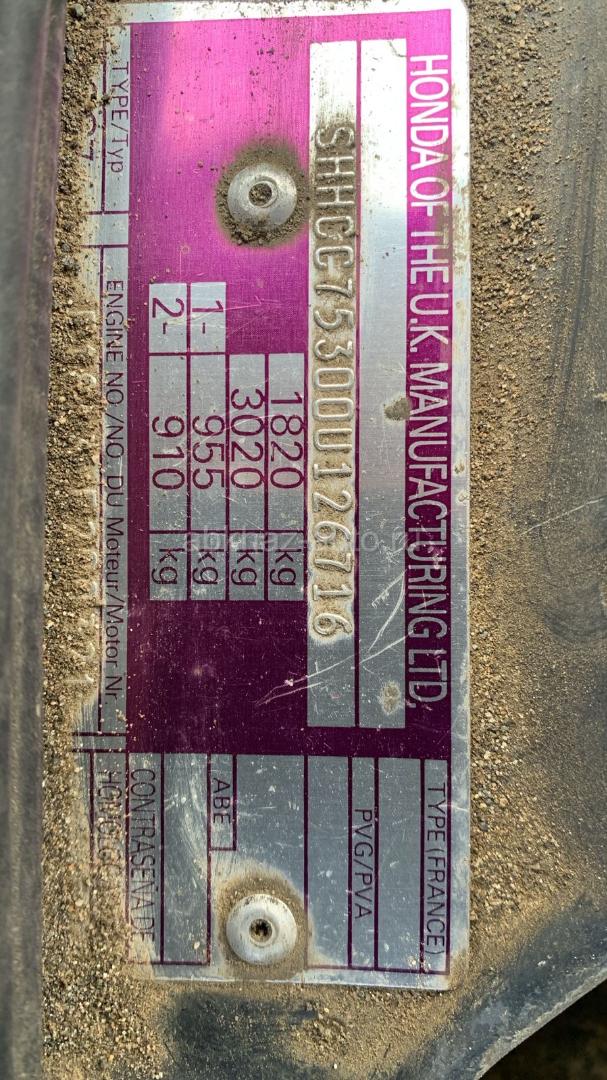 HONDA OF THE U.K. MANUFACTURING LTD,
SHHCC75300U126716
1820 kg
3020 kg
1- 955 kg
2- 910 kg
TYPE/Typ
ENGINE NO/NO. DU Moteur/Motor Nr.
TYPE (FRANCE)
PVG/PVA
ABE
CONTRASEÑA DE